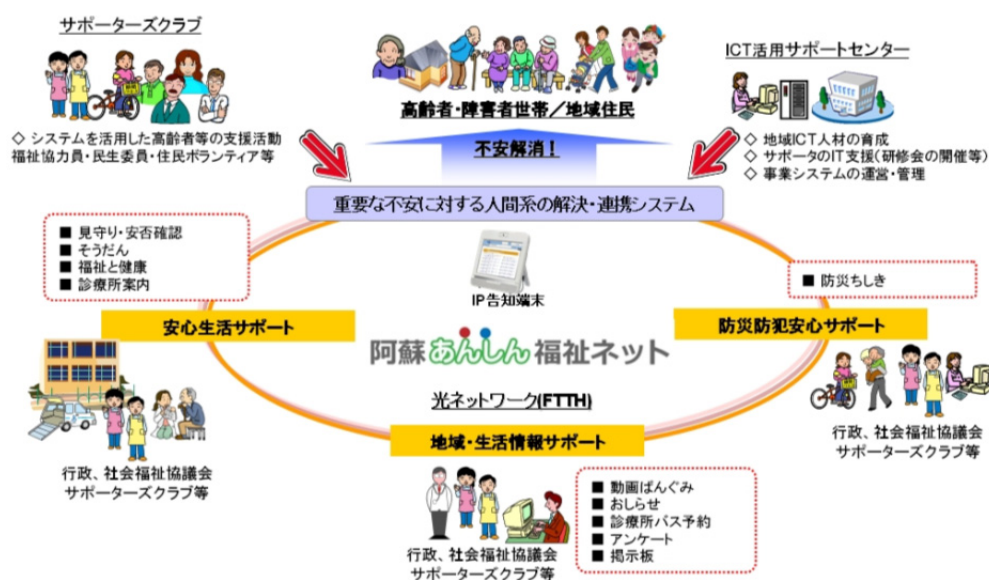 サポーターズクラブ
◇ システムを活用した高齢者等の支援活動
福祉協力員・民生委員・住民ボランティア等
高齢者・障害者世帯／地域住民
不安解消！
ICT活用サポートセンター
◇ 地域ICT人材の育成
◇ サポータのIT支援(研修会の開催等)
◇ 事業システムの運営・管理
重要な不安に対する人間系の解決・連携システム
■ 見守り・安否確認
■ そうだん
■ 福祉と健康
■ 診療所案内
IP告知端末
■ 防災ちしき
安心生活サポート
防災防犯安心サポート
阿蘇あんしん福祉ネット
光ネットワーク(FTTH)
地域・生活情報サポート
行政、社会福祉協議会
サポーターズクラブ等
行政、社会福祉協議会
サポーターズクラブ等
■ 動画ばんぐみ
■ おしらせ
■ 診療所バス予約
■ アンケート
■ 掲示板
行政、社会福祉協議会
サポーターズクラブ等